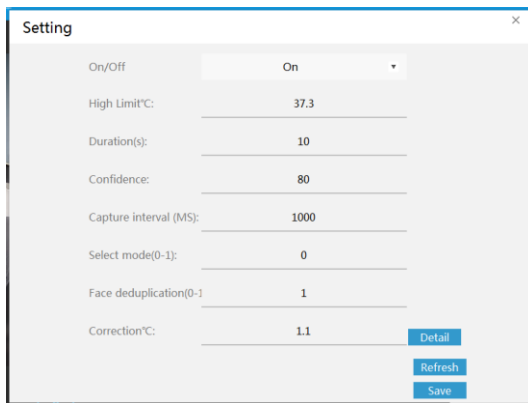 Setting
On/Off On
High Limit°C: 37.3
Duration(s): 10
Confidence: 80
Capture interval (MS): 1000
Select mode(0-1): 0
Face deduplication(0-1 1
Correction°C: 1.1
Detail
Refresh
Save